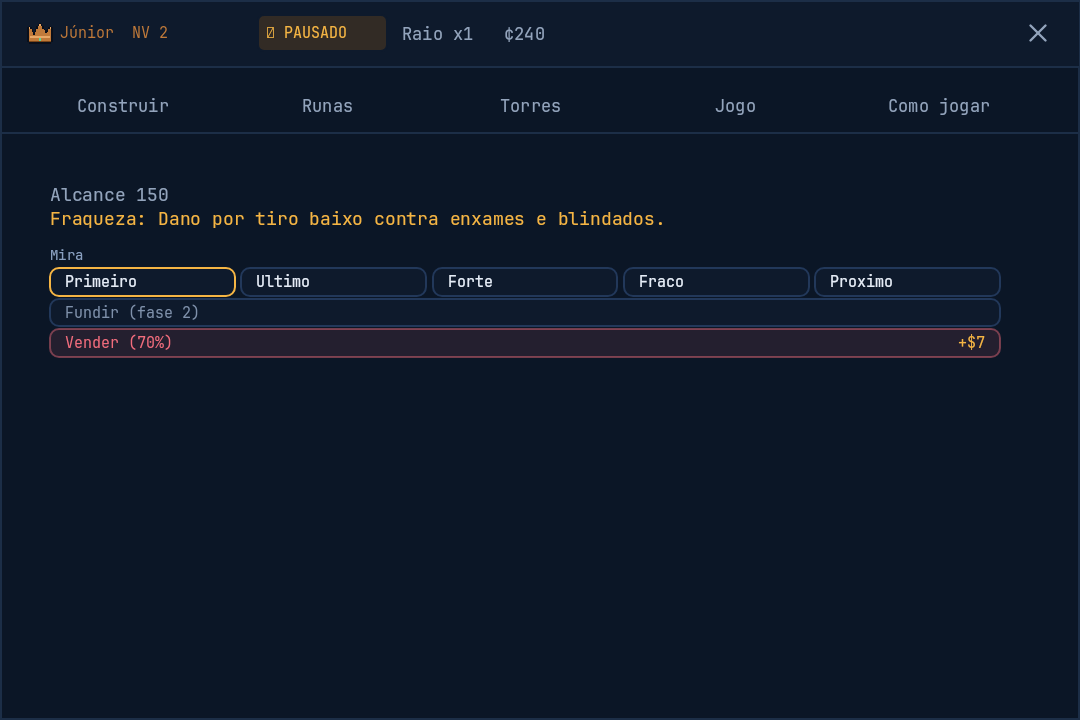 Júnior NV 2 PAUSADO Raio x1 ¢240
Construir Runas Torres Jogo Como jogar
Alcance 150
Fraqueza: Dano por tiro baixo contra enxames e blindados.
Mira
Primeiro Ultimo Forte Fraco Proximo
Fundir (fase 2)
Vender (70%) +$7